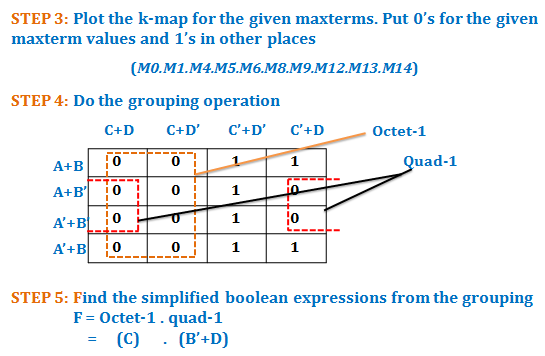 STEP 3: Plot the k-map for the given maxterms. Put 0's for the given
maxterm values and 1's in other places
(M0.M1.M4.M5.M6.M8.M9.M12.M13.M14)
STEP 4: Do the grouping operation
C+D C+D' C'+D' C'+D Octet-1
A+B 0 0 1 1 Quad-1
A+B' 0 0 1 0
A'+B' 0 0 1 0
A'+B 0 0 1 1
STEP 5: Find the simplified boolean expressions from the grouping
F = Octet-1 . quad-1
= (C) . (B'+D)